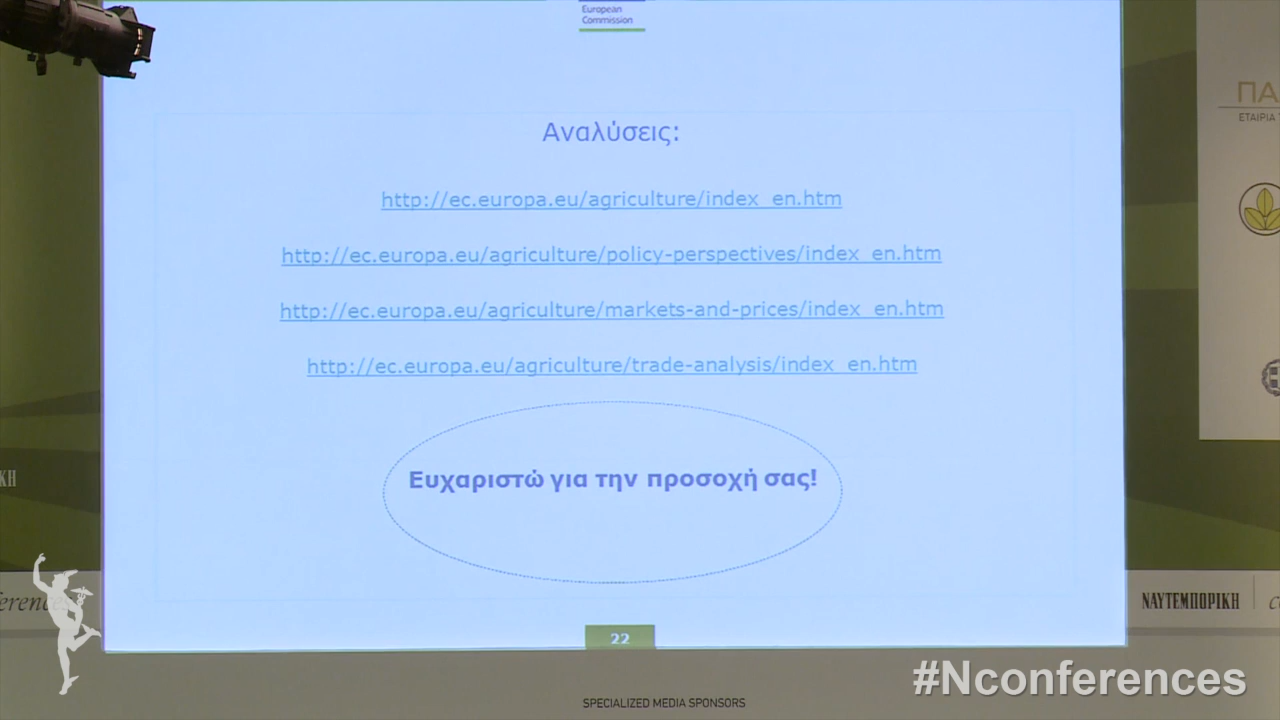 European
Commission
Αναλύσεις:
http://ec.europa.eu/agriculture/index_en.htm
http://ec.europa.eu/agriculture/policy-perspectives/index_en.htm
http://ec.europa.eu/agriculture/markets-and-prices/index_en.htm
http://ec.europa.eu/agriculture/trade-analysis/index_en.htm
Ευχαριστώ για την προσοχή σας!
22
ΕΤΑΙΡΙΑ
ΝΑΥΤΕΜΠΟΡΙΚΗ
#Nconferences
SPECIALIZED MEDIA SPONSORS